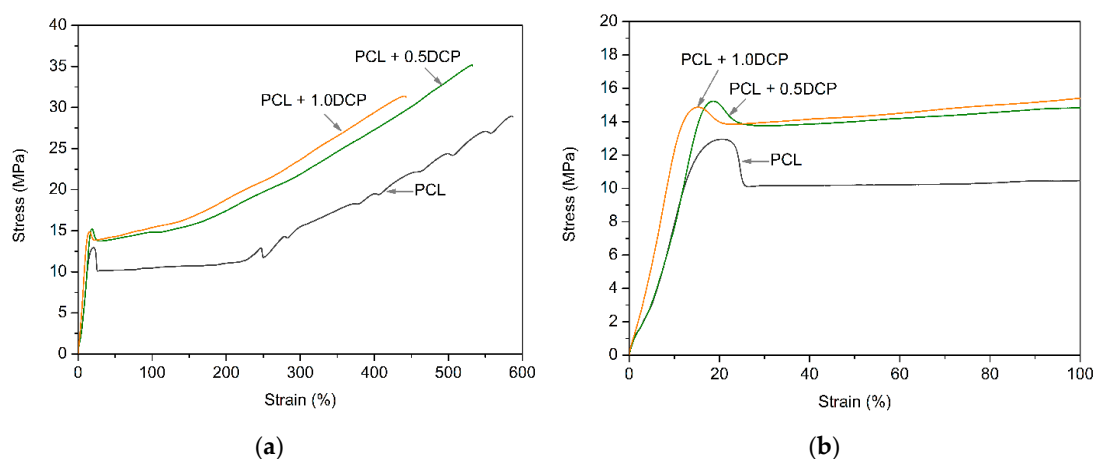 40
35
30
25
20
15
10
5
0
Stress (MPa)
PCL + 0.5DCP
PCL + 1.0DCP
PCL
0 100 200 300 400 500 600
Strain (%)
(a)
20
18
16
14
12
10
8
6
4
2
0
Stress (MPa)
PCL + 1.0DCP
PCL + 0.5DCP
PCL
0 20 40 60 80 100
Strain (%)
(b)